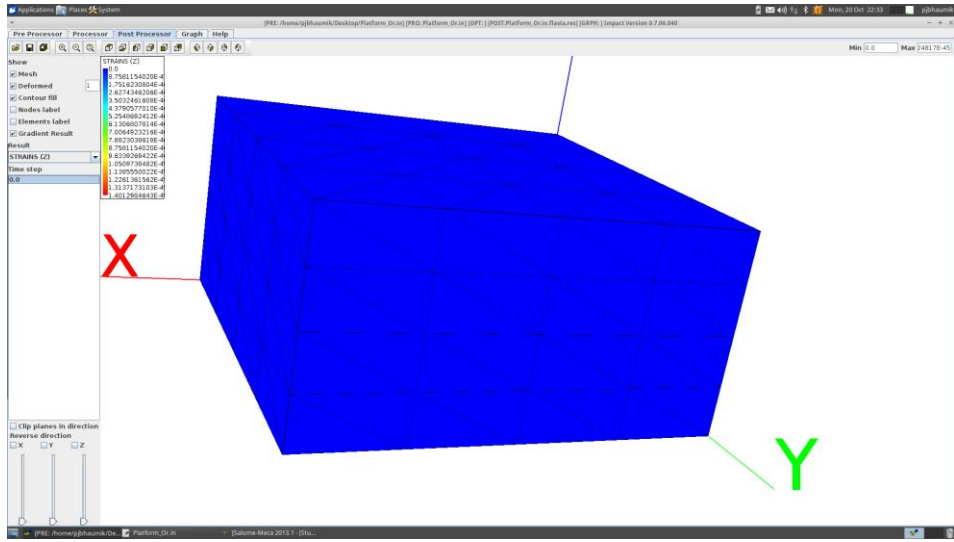 Applications Places System
Mon, 20 Oct 22:33 pjbhaumik
[PRE: /home/pjbhaumik/Desktop/Platform_Or.in] [PRO: Platform_Or.in] [OPT: ] [POST:Platform_Or.in.flavia.res] [GRPH: ] Impact Version 0.7.06.040
Pre Processor Processor Post Processor Graph Help
Min 0.0 Max 24817E-45
Show
Mesh
Deformed 1
Contour fill
Nodes label
Elements label
Gradient Result
Result
STRAINS (Z)
Time step
0.0
STRAINS (Z)
0.0
8.7581154020E-4
1.7516230804E-4
2.6274346206E-4
3.5032461608E-4
4.3790577010E-4
5.2548692412E-4
6.1306807814E-4
7.0064923216E-4
7.8823038618E-4
8.7581154020E-4
9.6339269422E-4
1.0509738482E-4
1.1385550022E-4
1.2261361562E-4
1.3137173103E-4
1.4012984643E-4
X
Y
Clip planes in direction
Reverse direction
X Y Z
[PRE: /home/pjbhaumik/De... Platform_Or.in [Salome-Meca 2013.1 - [Stu...